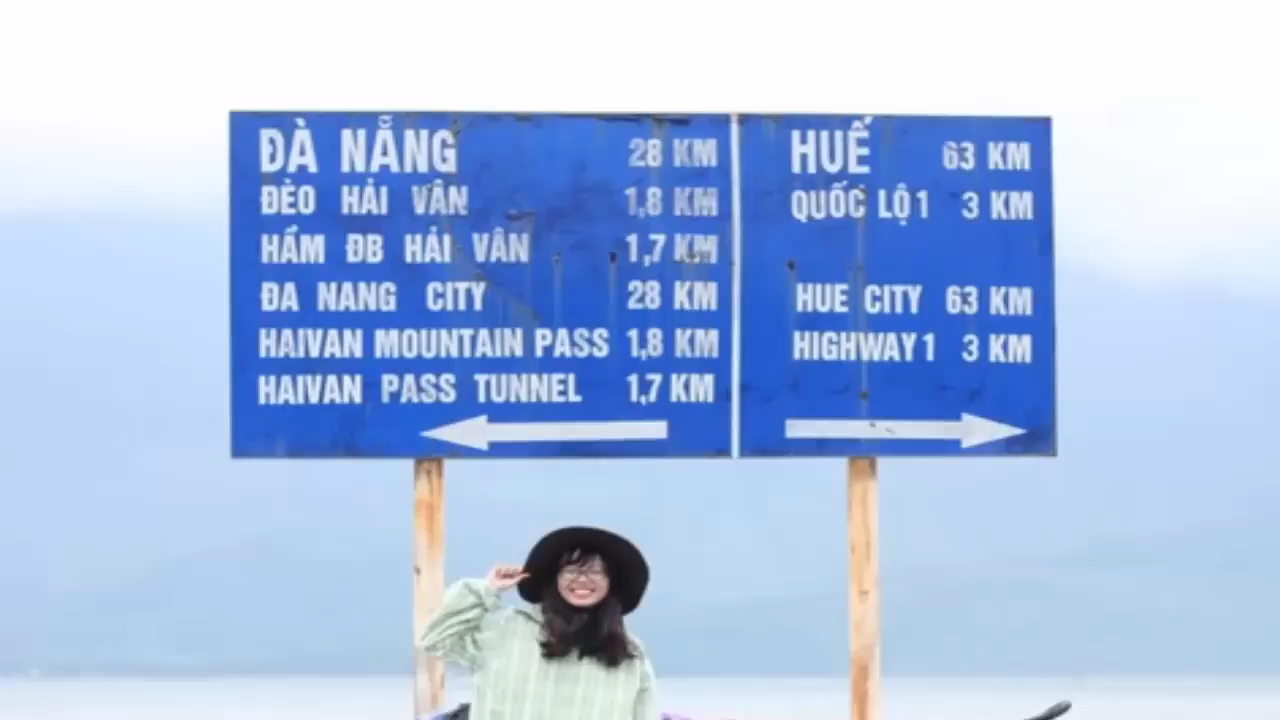 ĐÀ NẴNG 28 KM
ĐÈO HẢI VÂN 1,8 KM
HẦM ĐB HẢI VÂN 1,7 KM
ĐA NANG CITY 28 KM
HAIVAN MOUNTAIN PASS 1,8 KM
HAIVAN PASS TUNNEL 1,7 KM
HUẾ 63 KM
QUỐC LỘ 1 3 KM
HUE CITY 63 KM
HIGHWAY 1 3 KM